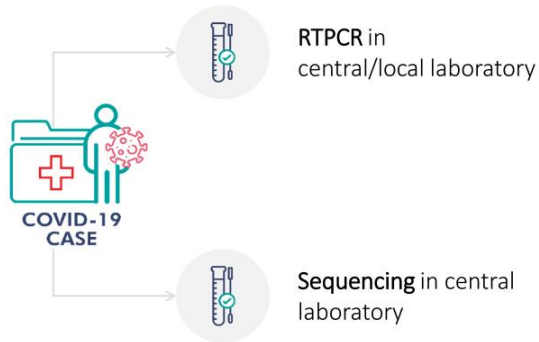 RTPCR in
central/local laboratory
COVID-19
CASE
Sequencing in central
laboratory